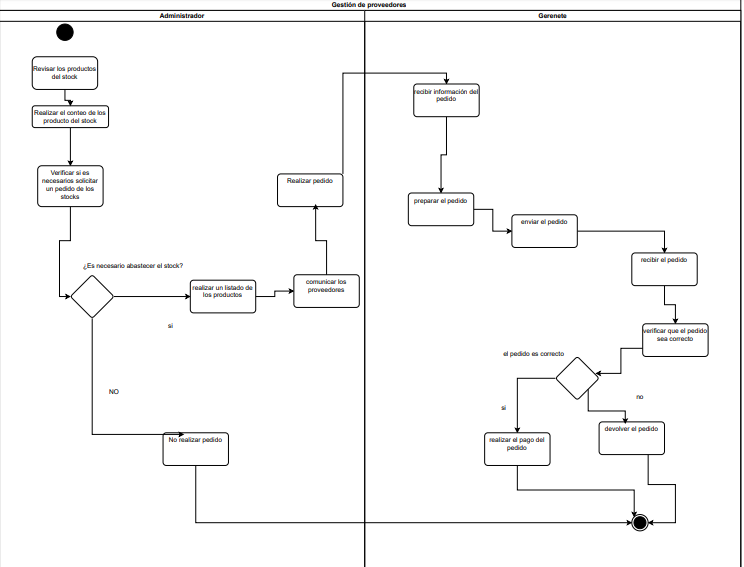 Gestión de proveedores
Administrador
Gerenete
Revisar los productos
del stock
Realizar el conteo de los
producto del stock
Verificar si es
necesarios solicitar
un pedido de los
stocks
¿Es necesario abastecer el stock?
si
NO
realizar un listado de
los productos
comunicar los
proveedores
Realizar pedido
No realizar pedido
recibir información del
pedido
preparar el pedido
enviar el pedido
recibir el pedido
verificar que el pedido
sea correcto
el pedido es correcto
si
no
realizar el pago del
pedido
devolver el pedido